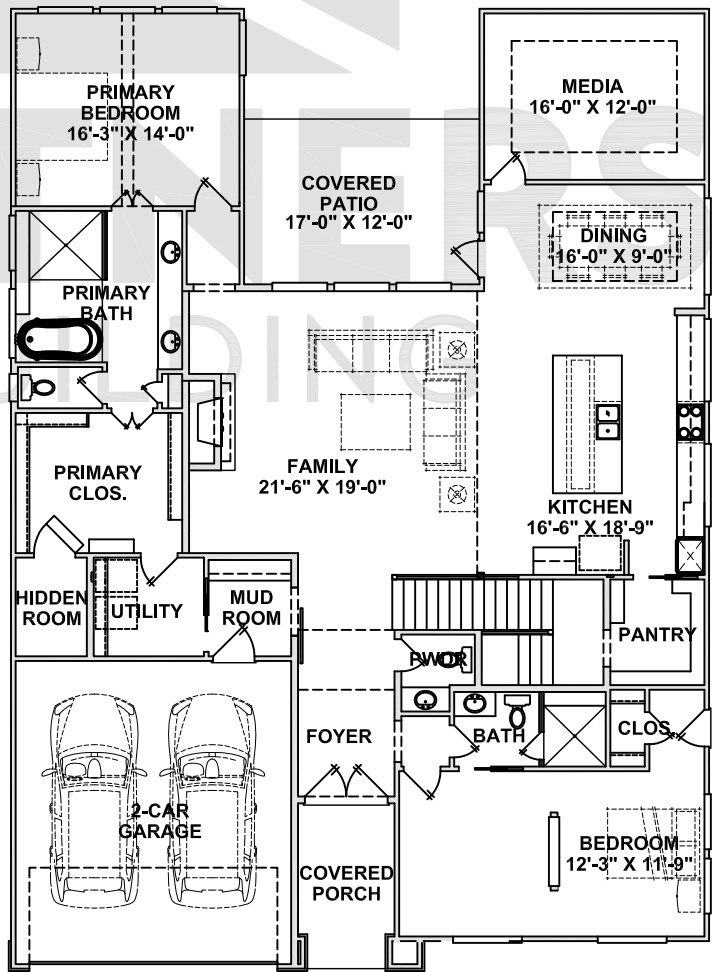 PRIMARY
BEDROOM
16'-3" X 14'-0"
MEDIA
16'-0" X 12'-0"
COVERED
PATIO
17'-0" X 12'-0"
DINING
16'-0" X 9'-0"
PRIMARY
BATH
FAMILY
21'-6" X 19'-0"
KITCHEN
16'-6" X 18'-9"
PRIMARY
CLOS.
HIDDEN
ROOM
UTILITY
MUD
ROOM
PWDR
PANTRY
FOYER
BATH
CLOS.
2-CAR
GARAGE
COVERED
PORCH
BEDROOM
12'-3" X 11'-9"
TNERS
UILDING